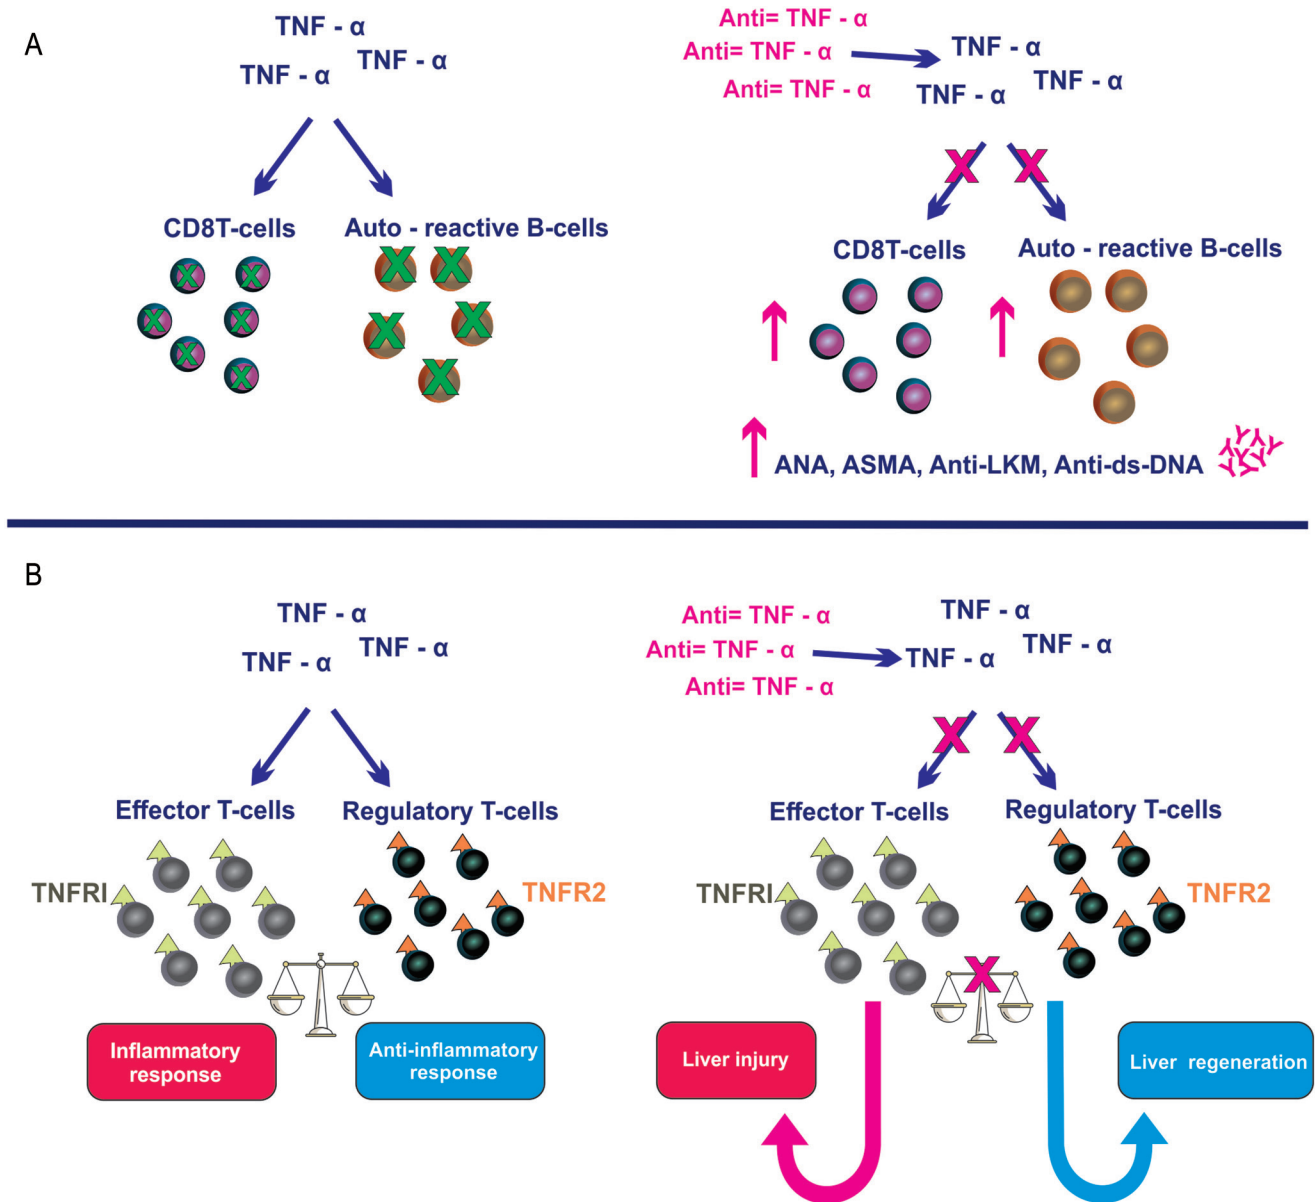 A
TNF - α
TNF - α
TNF - α
CD8T-cells
Auto - reactive B-cells
X
X
X
X
X
X
X
X
X
X
X
Anti= TNF - α
Anti= TNF - α
Anti= TNF - α
TNF - α
TNF - α
TNF - α
X
X
CD8T-cells
Auto - reactive B-cells
ANA, ASMA, Anti-LKM, Anti-ds-DNA
B
TNF - α
TNF - α
TNF - α
Effector T-cells
Regulatory T-cells
TNFRI
TNFR2
Inflammatory
response
Anti-inflammatory
response
Anti= TNF - α
Anti= TNF - α
Anti= TNF - α
TNF - α
TNF - α
TNF - α
X
X
Effector T-cells
Regulatory T-cells
TNFRI
TNFR2
X
Liver injury
Liver regeneration